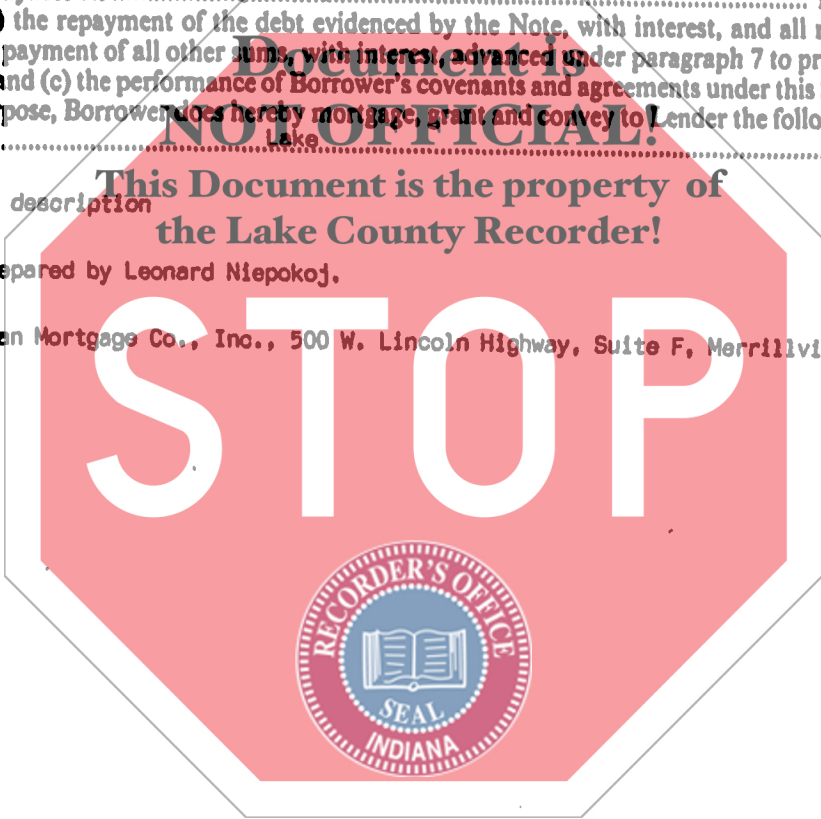 the repayment of the debt evidenced by the Note, with interest, and all
payment of all other sums, with interest, advanced under paragraph 7 to
and (c) the performance of Borrower's covenants and agreements under this
pose, Borrower does hereby mortgage, grant and convey to Lender the
Lake
Document is
NOT OFFICIAL!
This Document is the property of
the Lake County Recorder!
description
epared by Leonard Niepokoj.
an Mortgage Co., Inc., 500 W. Lincoln Highway, Suite F, Merrillvi
STOP
RECORDER'S OFFICE
SEAL
INDIANA